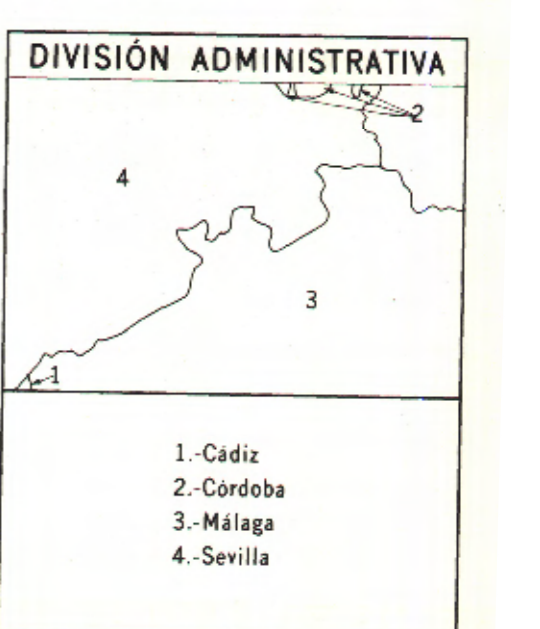 DIVISIÓN ADMINISTRATIVA
2
4
3
1
1.-Cádiz
2.-Córdoba
3.-Málaga
4.-Sevilla